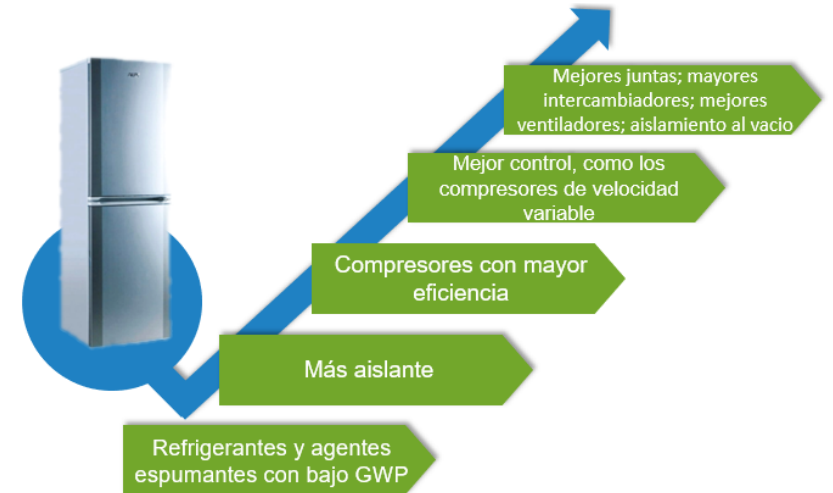 Mejores juntas; mayores
intercambiadores; mejores
ventiladores; aislamiento al vacio
Mejor control, como los
compresores de velocidad
variable
Compresores con mayor
eficiencia
Más aislante
Refrigerantes y agentes
espumantes con bajo GWP